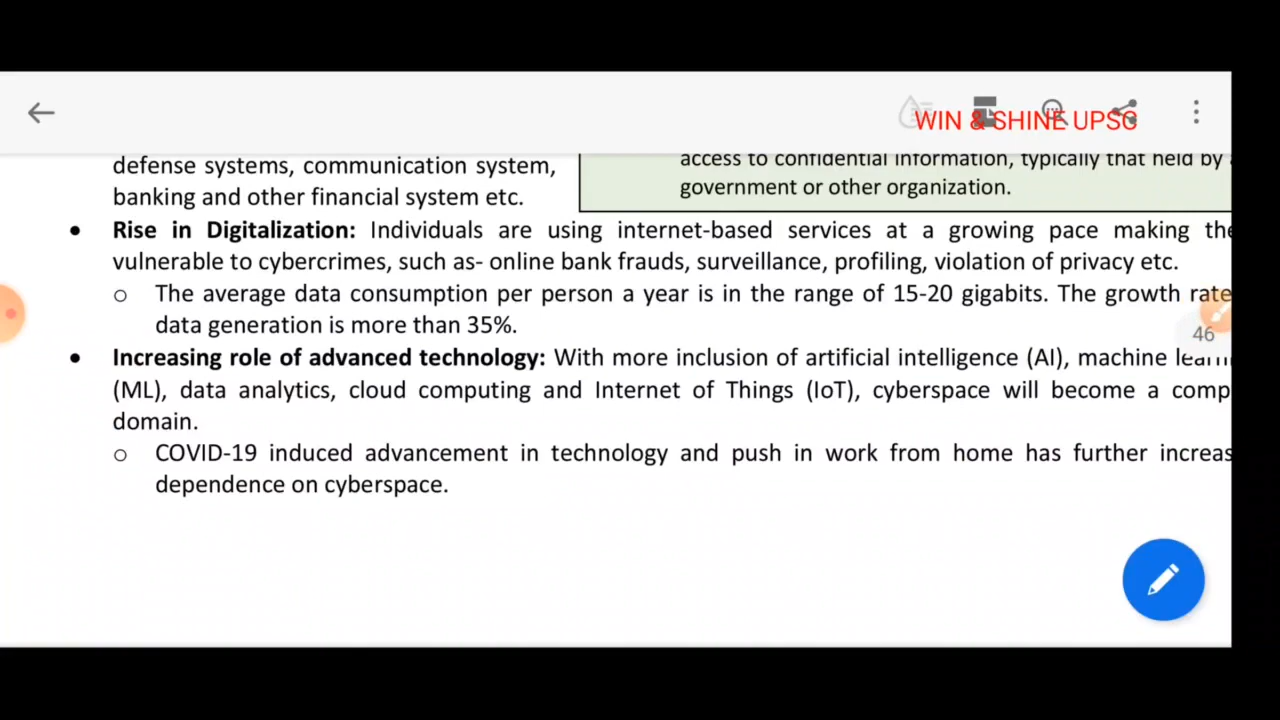 WIN & SHINE UPSC
defense systems, communication system,
banking and other financial system etc.
access to confidential information, typically that held by
government or other organization.
• Rise in Digitalization: Individuals are using internet-based services at a growing pace making
vulnerable to cybercrimes, such as- online bank frauds, surveillance, profiling, violation of privacy etc.
o The average data consumption per person a year is in the range of 15-20 gigabits. The growth rate
data generation is more than 35%.
46
• Increasing role of advanced technology: With more inclusion of artificial intelligence (AI), machine
(ML), data analytics, cloud computing and Internet of Things (IoT), cyberspace will become a
domain.
o COVID-19 induced advancement in technology and push in work from home has further
dependence on cyberspace.